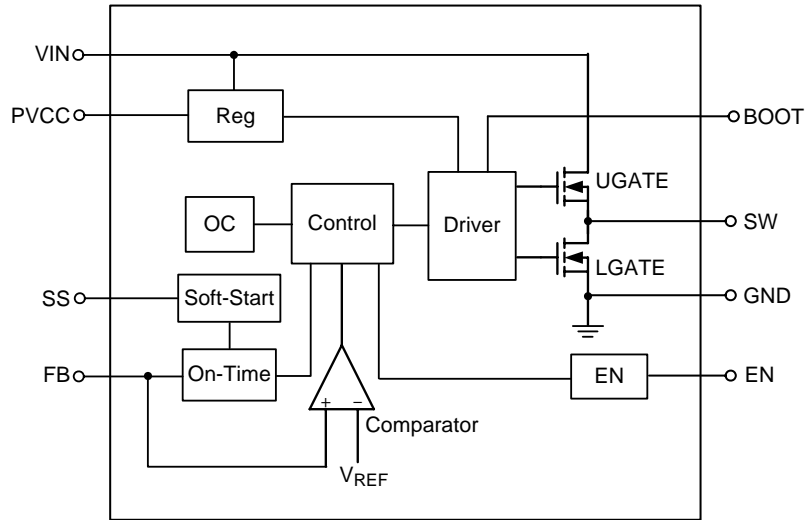 VIN
PVCC
Reg
BOOT
UGATE
OC
Control
Driver
SW
LGATE
SS
Soft-Start
GND
FB
On-Time
EN
EN
+ −
Comparator
VREF